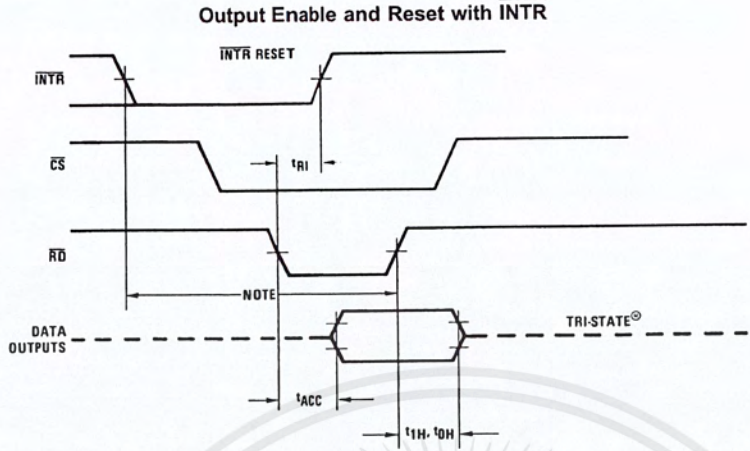 Output Enable and Reset with INTR
INTR RESET
INTR
CS
tRI
RD
NOTE
DATA
OUTPUTS
TRI-STATE®
tACC
t1H, t0H